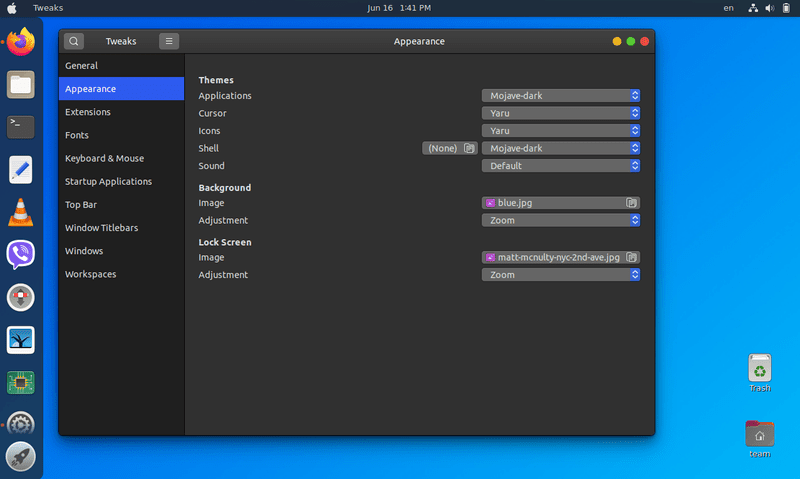 Tweaks
Jun 16 1:41 PM
en
Tweaks
Appearance
General
Appearance
Extensions
Fonts
Keyboard & Mouse
Startup Applications
Top Bar
Window Titlebars
Windows
Workspaces
Themes
Applications Mojave-dark
Cursor Yaru
Icons Yaru
Shell (None) Mojave-dark
Sound Default
Background
Image blue.jpg
Adjustment Zoom
Lock Screen
Image matt-mcnulty-nyc-2nd-ave.jpg
Adjustment Zoom
>_
Trash
team